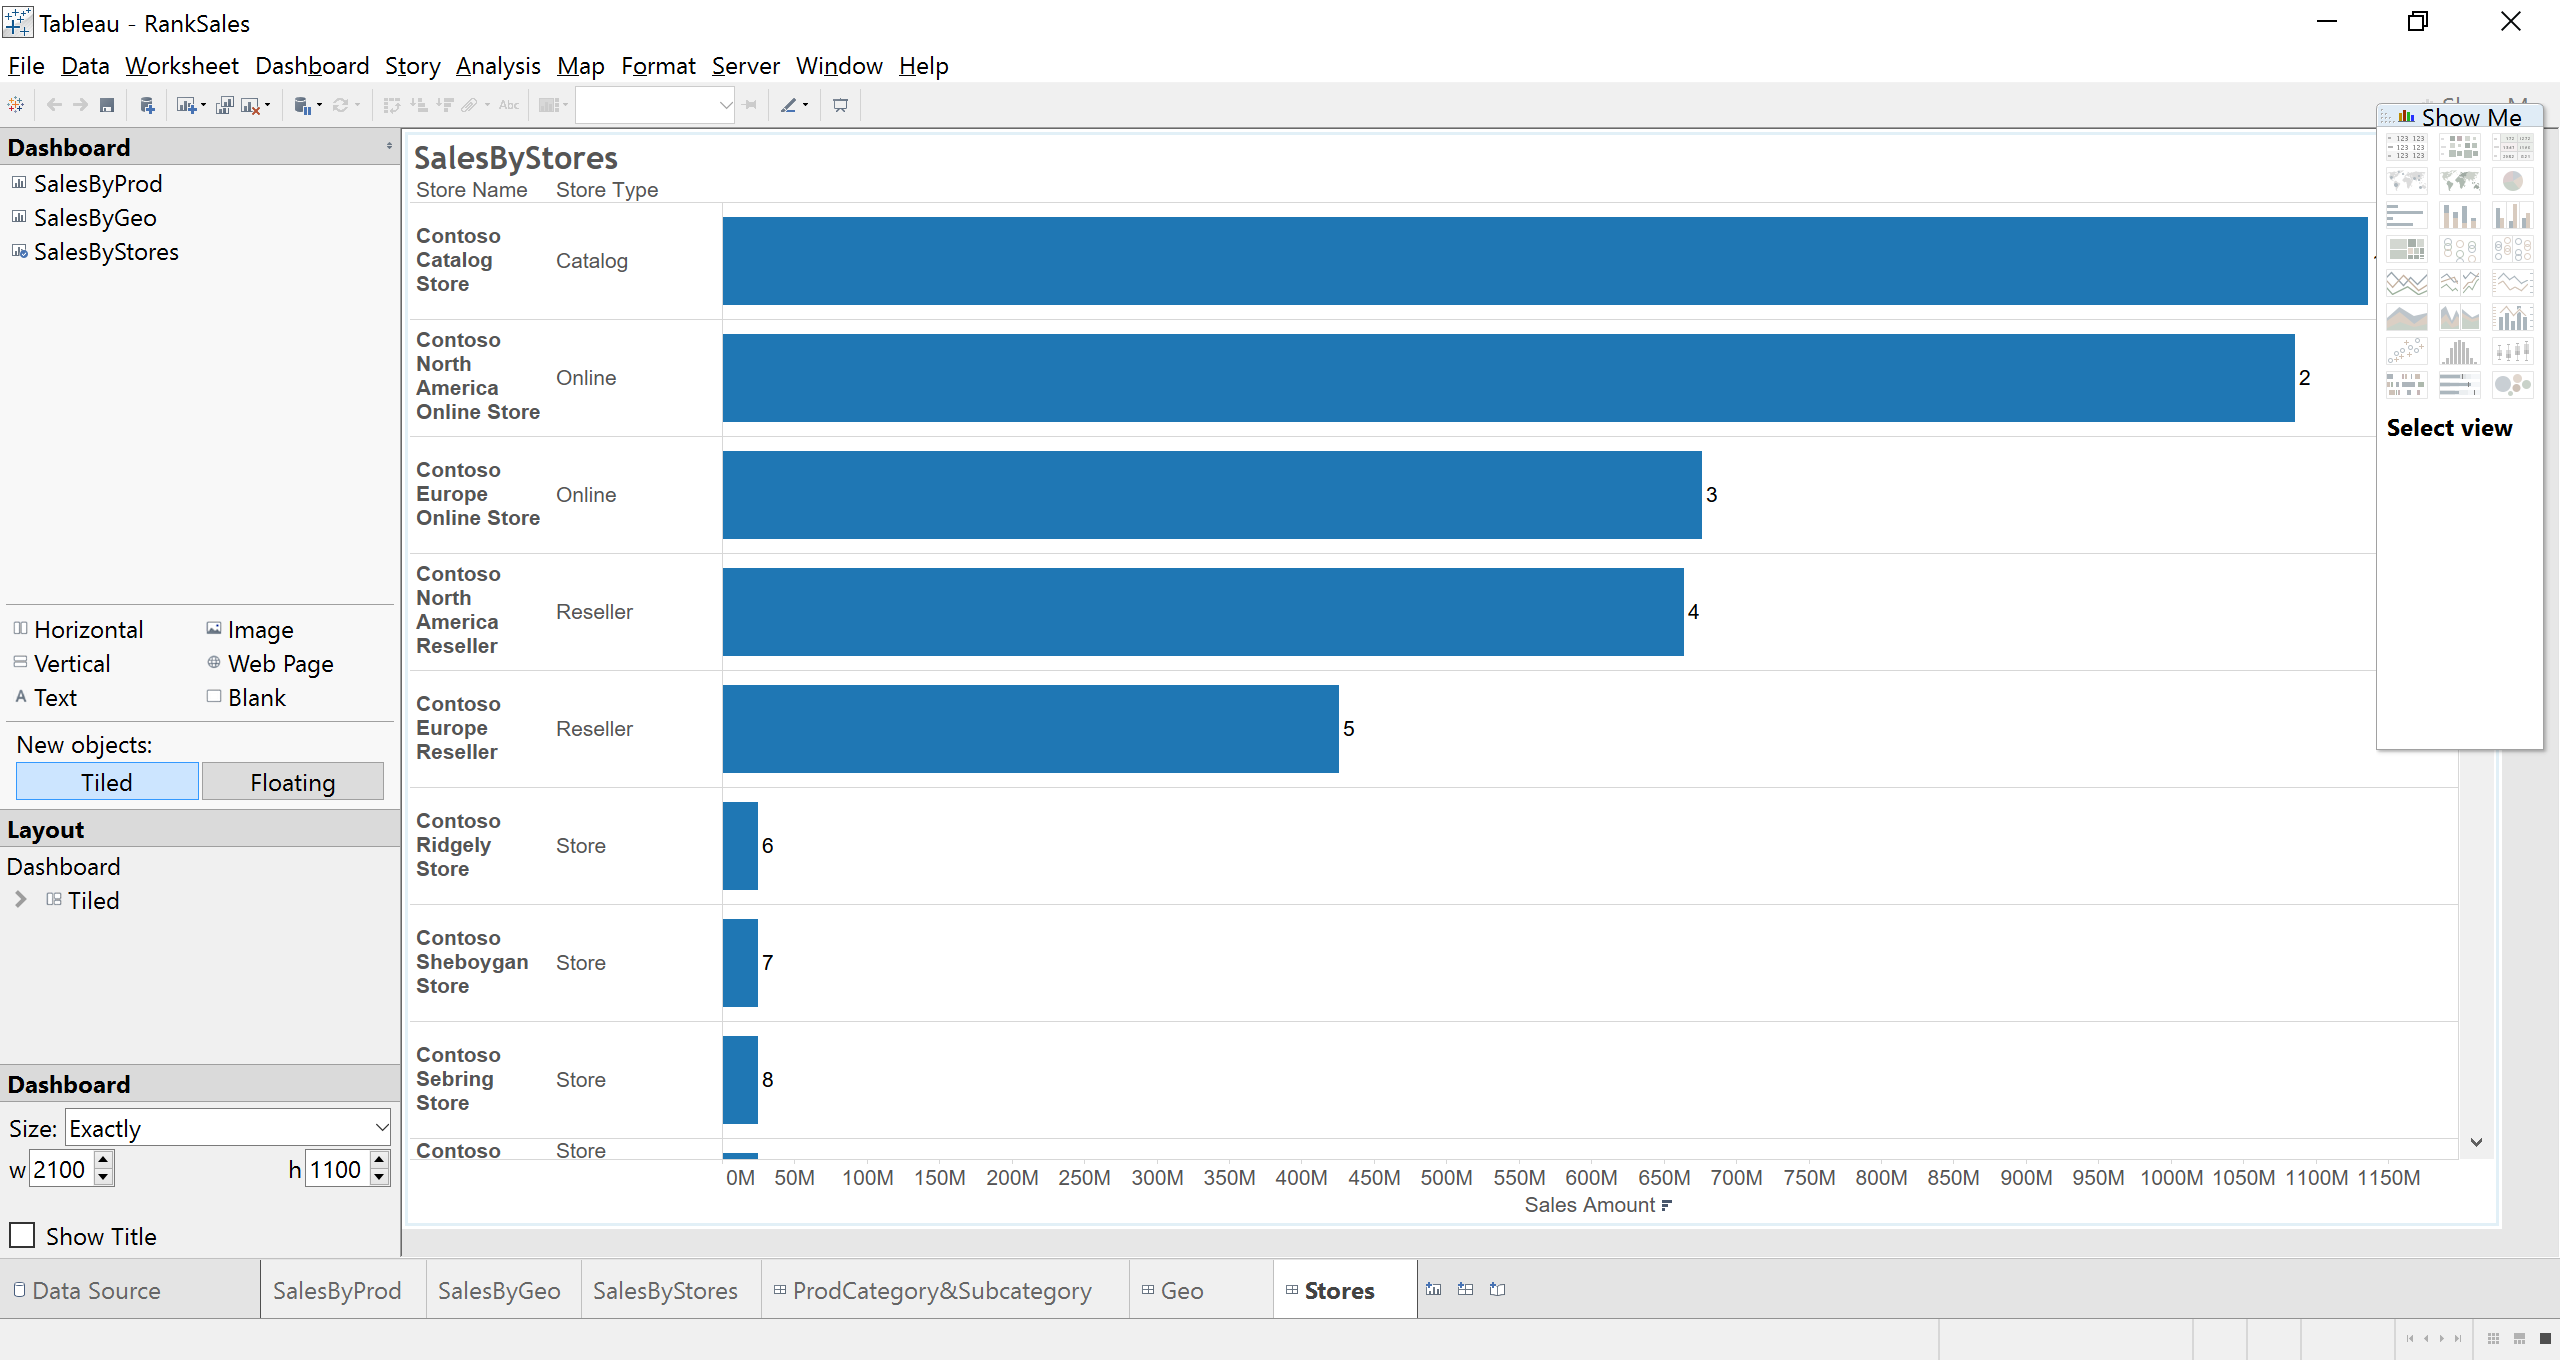 Tableau - RankSales
File Data Worksheet Dashboard Story Analysis Map Format Server Window Help
Abc
Show Me
Dashboard
SalesByProd
SalesByGeo
SalesByStores
Horizontal
Image
Vertical
Web Page
Text
Blank
New objects:
Tiled
Floating
Layout
Dashboard
Tiled
Dashboard
Size: Exactly
w 2100
h 1100
Show Title
SalesByStores
Store Name
Store Type
Contoso
Catalog
Store
Catalog
Contoso
North
America
Online Store
Online
2
Contoso
Europe
Online Store
Online
3
Contoso
North
America
Reseller
Reseller
4
Contoso
Europe
Reseller
Reseller
5
Contoso
Ridgely
Store
Store
6
Contoso
Sheboygan
Store
Store
7
Contoso
Sebring
Store
Store
8
Contoso
Store
0M 50M 100M 150M 200M 250M 300M 350M 400M 450M 500M 550M 600M 650M 700M 750M 800M 850M 900M 950M 1000M 1050M 1100M 1150M
Sales Amount
Select view
Data Source
SalesByProd
SalesByGeo
SalesByStores
ProdCategory&Subcategory
Geo
Stores